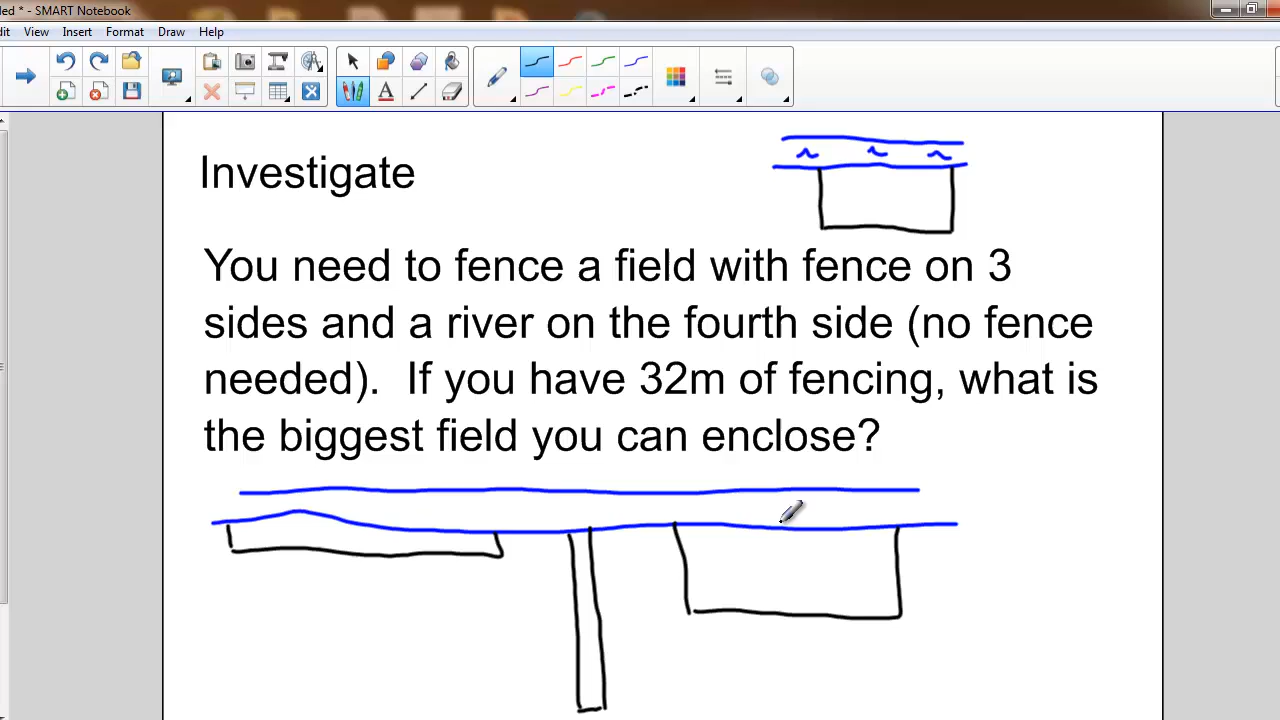 led * - SMART Notebook
dit View Insert Format Draw Help
Investigate
You need to fence a field with fence on 3
sides and a river on the fourth side (no fence
needed). If you have 32m of fencing, what is
the biggest field you can enclose?